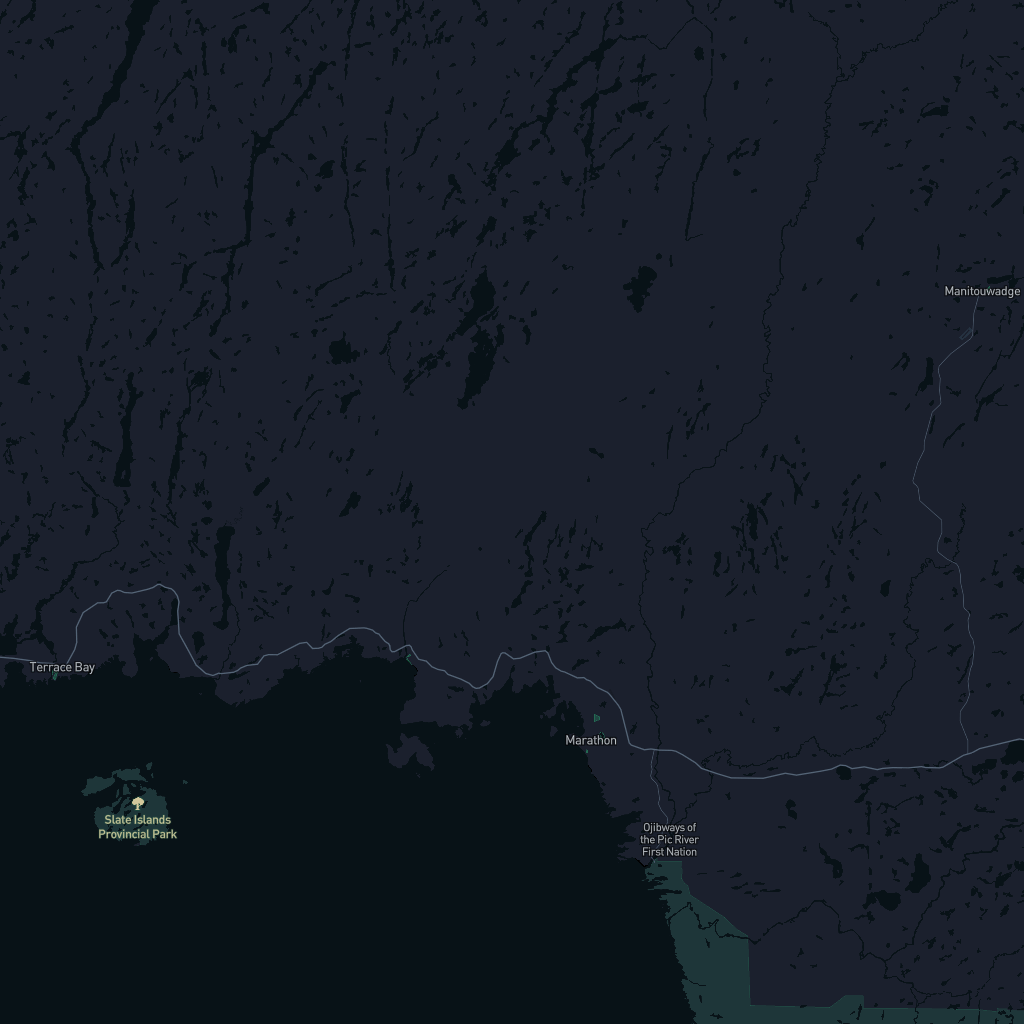 Manitouwadge
Terrace Bay
Marathon
Slate Islands
Provincial Park
Ojibways of
the Pic River
First Nation